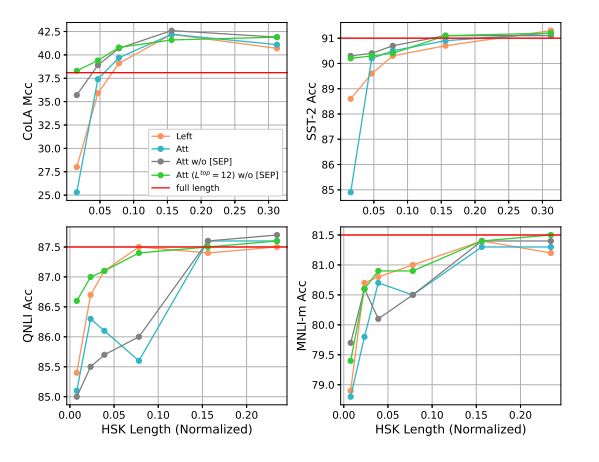 42.5
40.0
37.5
35.0
32.5
30.0
27.5
25.0
CoLA Mcc
0.05 0.10 0.15 0.20 0.25 0.30
Left
Att
Att w/o [SEP]
Att (L^top = 12) w/o [SEP]
full length
91
90
89
88
87
86
85
SST-2 Acc
0.05 0.10 0.15 0.20 0.25 0.30
87.5
87.0
86.5
86.0
85.5
85.0
QNLI Acc
0.00 0.05 0.10 0.15 0.20
HSK Length (Normalized)
81.5
81.0
80.5
80.0
79.5
79.0
MNLI-m Acc
0.00 0.05 0.10 0.15 0.20
HSK Length (Normalized)